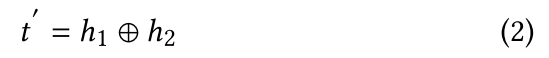 t′ = h₁ ⊕ h₂ (2)